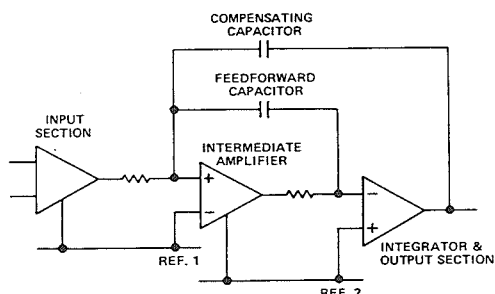 COMPENSATING
CAPACITOR
FEEDFORWARD
CAPACITOR
INPUT
SECTION
INTERMEDIATE
AMPLIFIER
+
−
−
+
INTEGRATOR &
OUTPUT SECTION
REF. 1
REF. 2